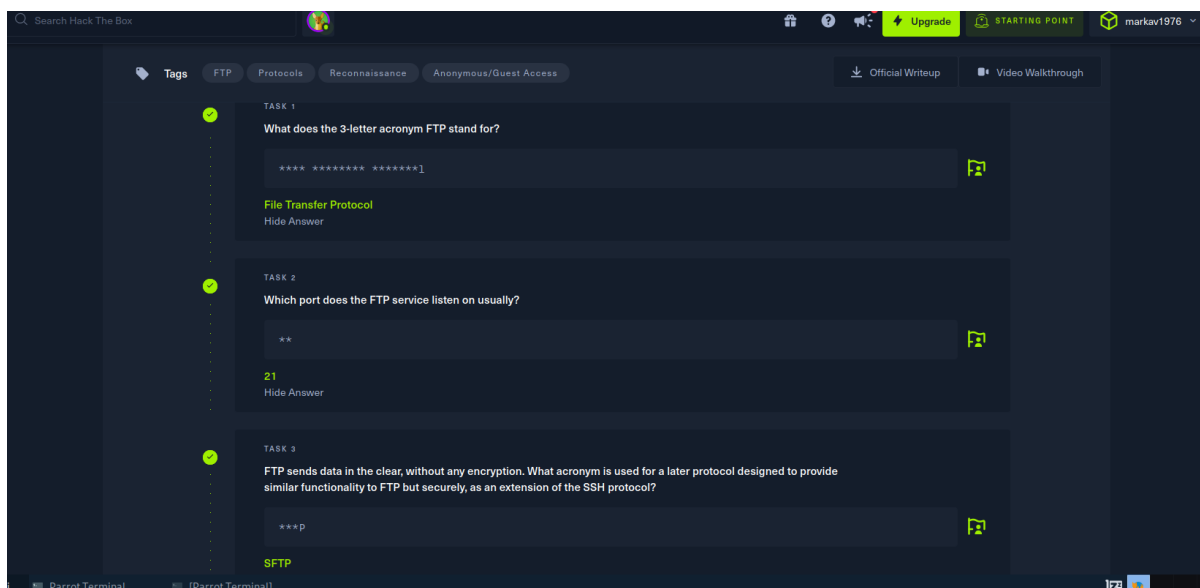 Search Hack The Box
Upgrade
STARTING POINT
markav1976
Tags
FTP
Protocols
Reconnaissance
Anonymous/Guest Access
Official Writeup
Video Walkthrough
TASK 1
What does the 3-letter acronym FTP stand for?
**** ******** *******l
File Transfer Protocol
Hide Answer
TASK 2
Which port does the FTP service listen on usually?
**
21
Hide Answer
TASK 3
FTP sends data in the clear, without any encryption. What acronym is used for a later protocol designed to provide
similar functionality to FTP but securely, as an extension of the SSH protocol?
***P
SFTP
Parrot Terminal
[Parrot Terminal]